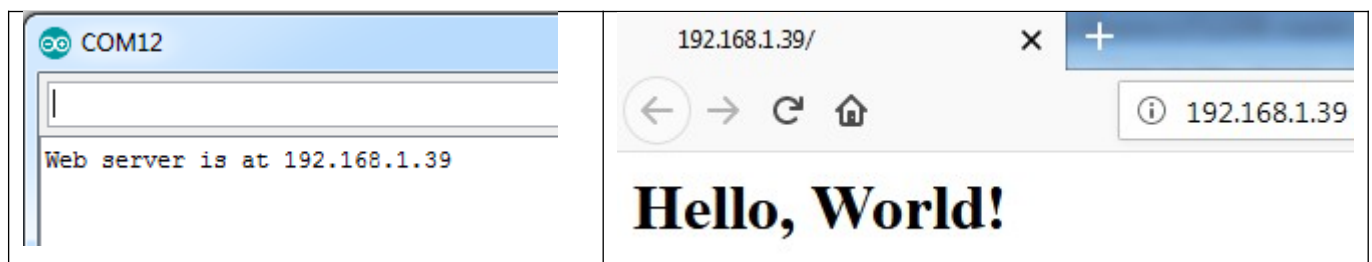 COM12
Web server is at 192.168.1.39
192.168.1.39/
192.168.1.39
Hello, World!